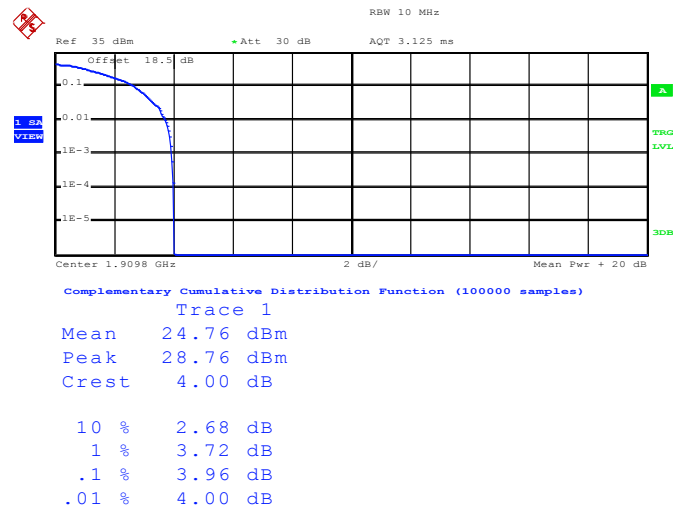 RBW 10 MHz
Ref 35 dBm *Att 30 dB AQT 3.125 ms
Offset 18.5 dB
0.1
A
0.01
1 SA
VIEW
TRG
LVL
1E-3
1E-4
1E-5
3DB
Center 1.9098 GHz 2 dB/ Mean Pwr + 20 dB
Complementary Cumulative Distribution Function (100000 samples)
Trace 1
Mean 24.76 dBm
Peak 28.76 dBm
Crest 4.00 dB
10 % 2.68 dB
1 % 3.72 dB
.1 % 3.96 dB
.01 % 4.00 dB